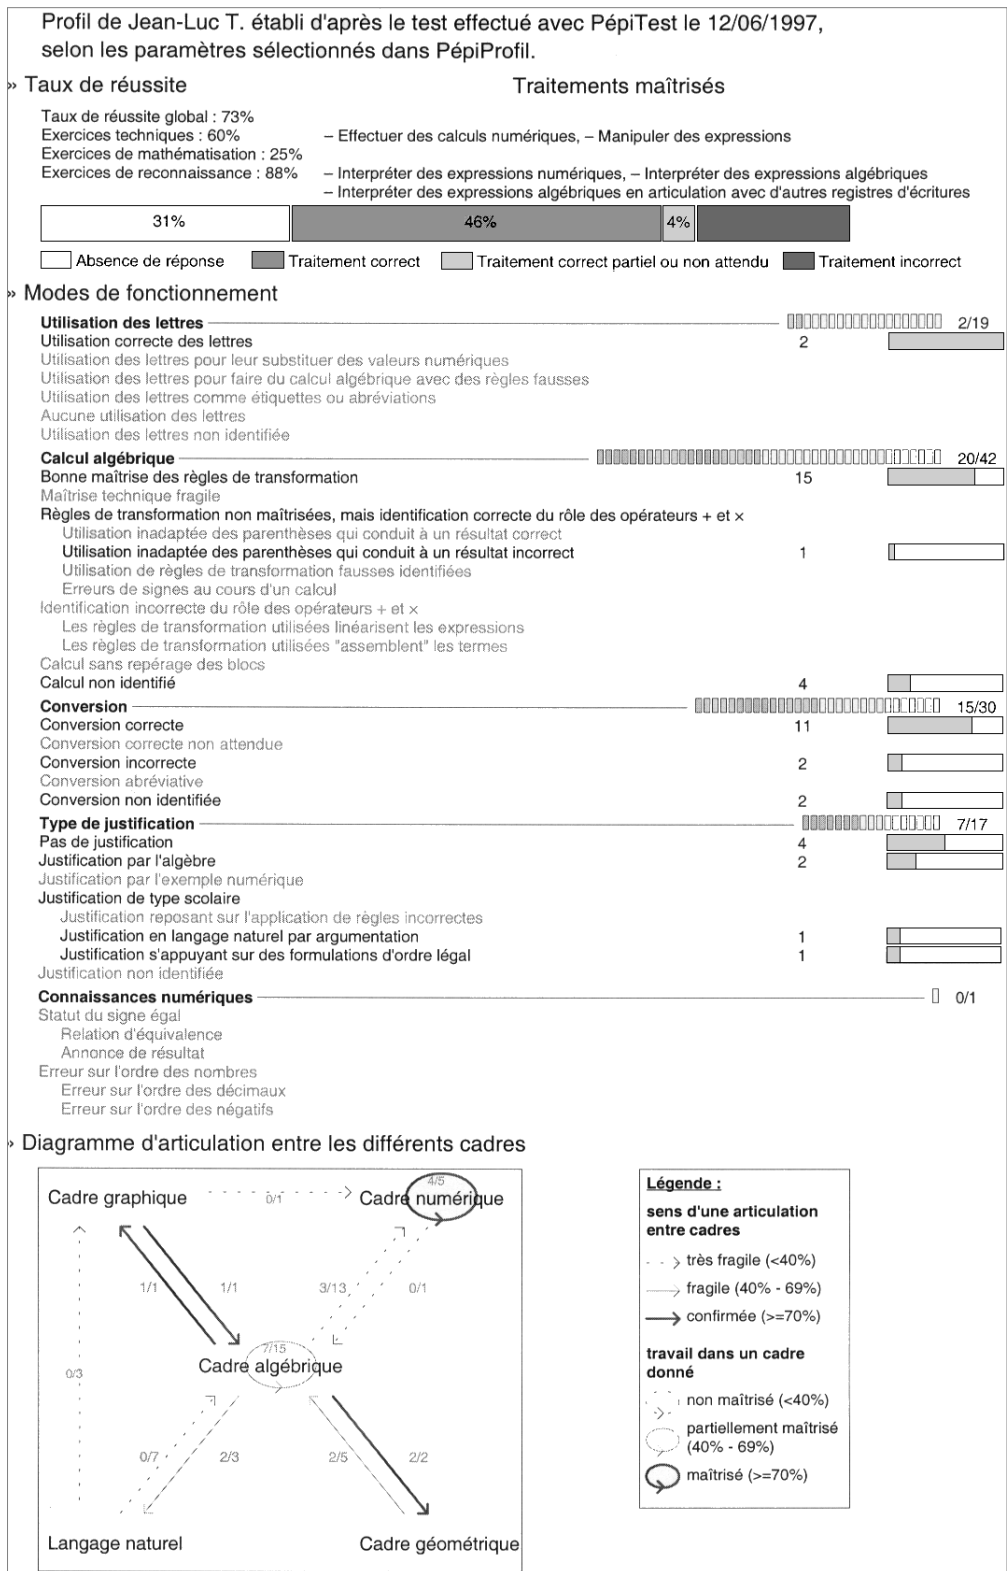 Profil de Jean-Luc T. établi d'après le test effectué avec PépiTest le 12/06/1997,
selon les paramètres sélectionnés dans PépiProfil.
» Taux de réussite Traitements maîtrisés
Taux de réussite global : 73%
Exercices techniques : 60% – Effectuer des calculs numériques, – Manipuler des expressions
Exercices de mathématisation : 25%
Exercices de reconnaissance : 88% – Interpréter des expressions numériques, – Interpréter des expressions algébriques
– Interpréter des expressions algébriques en articulation avec d'autres registres d'écritures
31% 46% 4%
Absence de réponse Traitement correct Traitement correct partiel ou non attendu Traitement incorrect
» Modes de fonctionnement
Utilisation des lettres 2/19
Utilisation correcte des lettres 2
Utilisation des lettres pour leur substituer des valeurs numériques
Utilisation des lettres pour faire du calcul algébrique avec des règles fausses
Utilisation des lettres comme étiquettes ou abréviations
Aucune utilisation des lettres
Utilisation des lettres non identifiée
Calcul algébrique 20/42
Bonne maîtrise des règles de transformation 15
Maîtrise technique fragile
Règles de transformation non maîtrisées, mais identification correcte du rôle des opérateurs + et ×
Utilisation inadaptée des parenthèses qui conduit à un résultat correct
Utilisation inadaptée des parenthèses qui conduit à un résultat incorrect 1
Utilisation de règles de transformation fausses identifiées
Erreurs de signes au cours d'un calcul
Identification incorrecte du rôle des opérateurs + et ×
Les règles de transformation utilisées linéarisent les expressions
Les règles de transformation utilisées "assemblent" les termes
Calcul sans repérage des blocs
Calcul non identifié 4
Conversion 15/30
Conversion correcte 11
Conversion correcte non attendue
Conversion incorrecte 2
Conversion abréviative
Conversion non identifiée 2
Type de justification 7/17
Pas de justification 4
Justification par l'algèbre 2
Justification par l'exemple numérique
Justification de type scolaire
Justification reposant sur l'application de règles incorrectes
Justification en langage naturel par argumentation 1
Justification s'appuyant sur des formulations d'ordre légal 1
Justification non identifiée
Connaissances numériques 0/1
Statut du signe égal
Relation d'équivalence
Annonce de résultat
Erreur sur l'ordre des nombres
Erreur sur l'ordre des décimaux
Erreur sur l'ordre des négatifs
» Diagramme d'articulation entre les différents cadres
4/5
Cadre graphique 0/1 Cadre numérique
1/1 1/1 3/13 0/1
7/15
Cadre algébrique
0/3
0/7 2/3 2/5 2/2
Langage naturel Cadre géométrique
Légende :
sens d'une articulation
entre cadres
très fragile (<40%)
fragile (40% - 69%)
confirmée (>=70%)
travail dans un cadre
donné
non maîtrisé (<40%)
partiellement maîtrisé
(40% - 69%)
maîtrisé (>=70%)